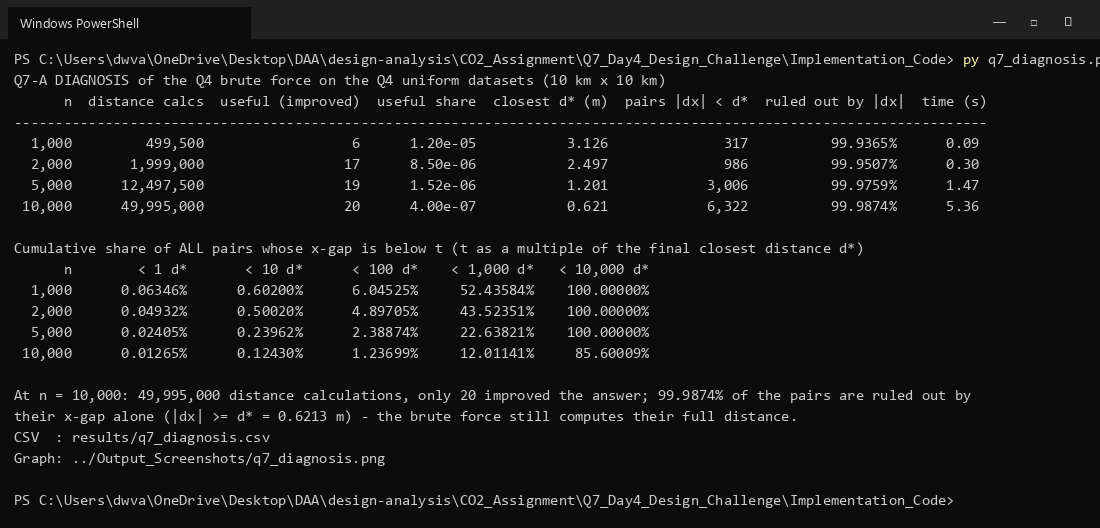 Windows PowerShell
PS C:\Users\dwva\OneDrive\Desktop\DAA\design-analysis\CO2_Assignment\Q7_Day4_Design_Challenge\Implementation_Code> py q7_diagnosis.p
Q7-A DIAGNOSIS of the Q4 brute force on the Q4 uniform datasets (10 km x 10 km)
n  distance calcs  useful (improved)  useful share  closest d* (m)  pairs |dx| < d*  ruled out by |dx|  time (s)
----------------------------------------------------------------------------------------------------------------------
1,000  499,500  6  1.20e-05  3.126  317  99.9365%  0.09
2,000  1,999,000  17  8.50e-06  2.497  986  99.9507%  0.30
5,000  12,497,500  19  1.52e-06  1.201  3,006  99.9759%  1.47
10,000  49,995,000  20  4.00e-07  0.621  6,322  99.9874%  5.36
Cumulative share of ALL pairs whose x-gap is below t (t as a multiple of the final closest distance d*)
n  < 1 d*  < 10 d*  < 100 d*  < 1,000 d*  < 10,000 d*
1,000  0.06346%  0.60200%  6.04525%  52.43584%  100.00000%
2,000  0.04932%  0.50020%  4.89705%  43.52351%  100.00000%
5,000  0.02405%  0.23962%  2.38874%  22.63821%  100.00000%
10,000  0.01265%  0.12430%  1.23699%  12.01141%  85.60009%
At n = 10,000: 49,995,000 distance calculations, only 20 improved the answer; 99.9874% of the pairs are ruled out by
their x-gap alone (|dx| >= d* = 0.6213 m) - the brute force still computes their full distance.
CSV  : results/q7_diagnosis.csv
Graph: ../Output_Screenshots/q7_diagnosis.png
PS C:\Users\dwva\OneDrive\Desktop\DAA\design-analysis\CO2_Assignment\Q7_Day4_Design_Challenge\Implementation_Code>